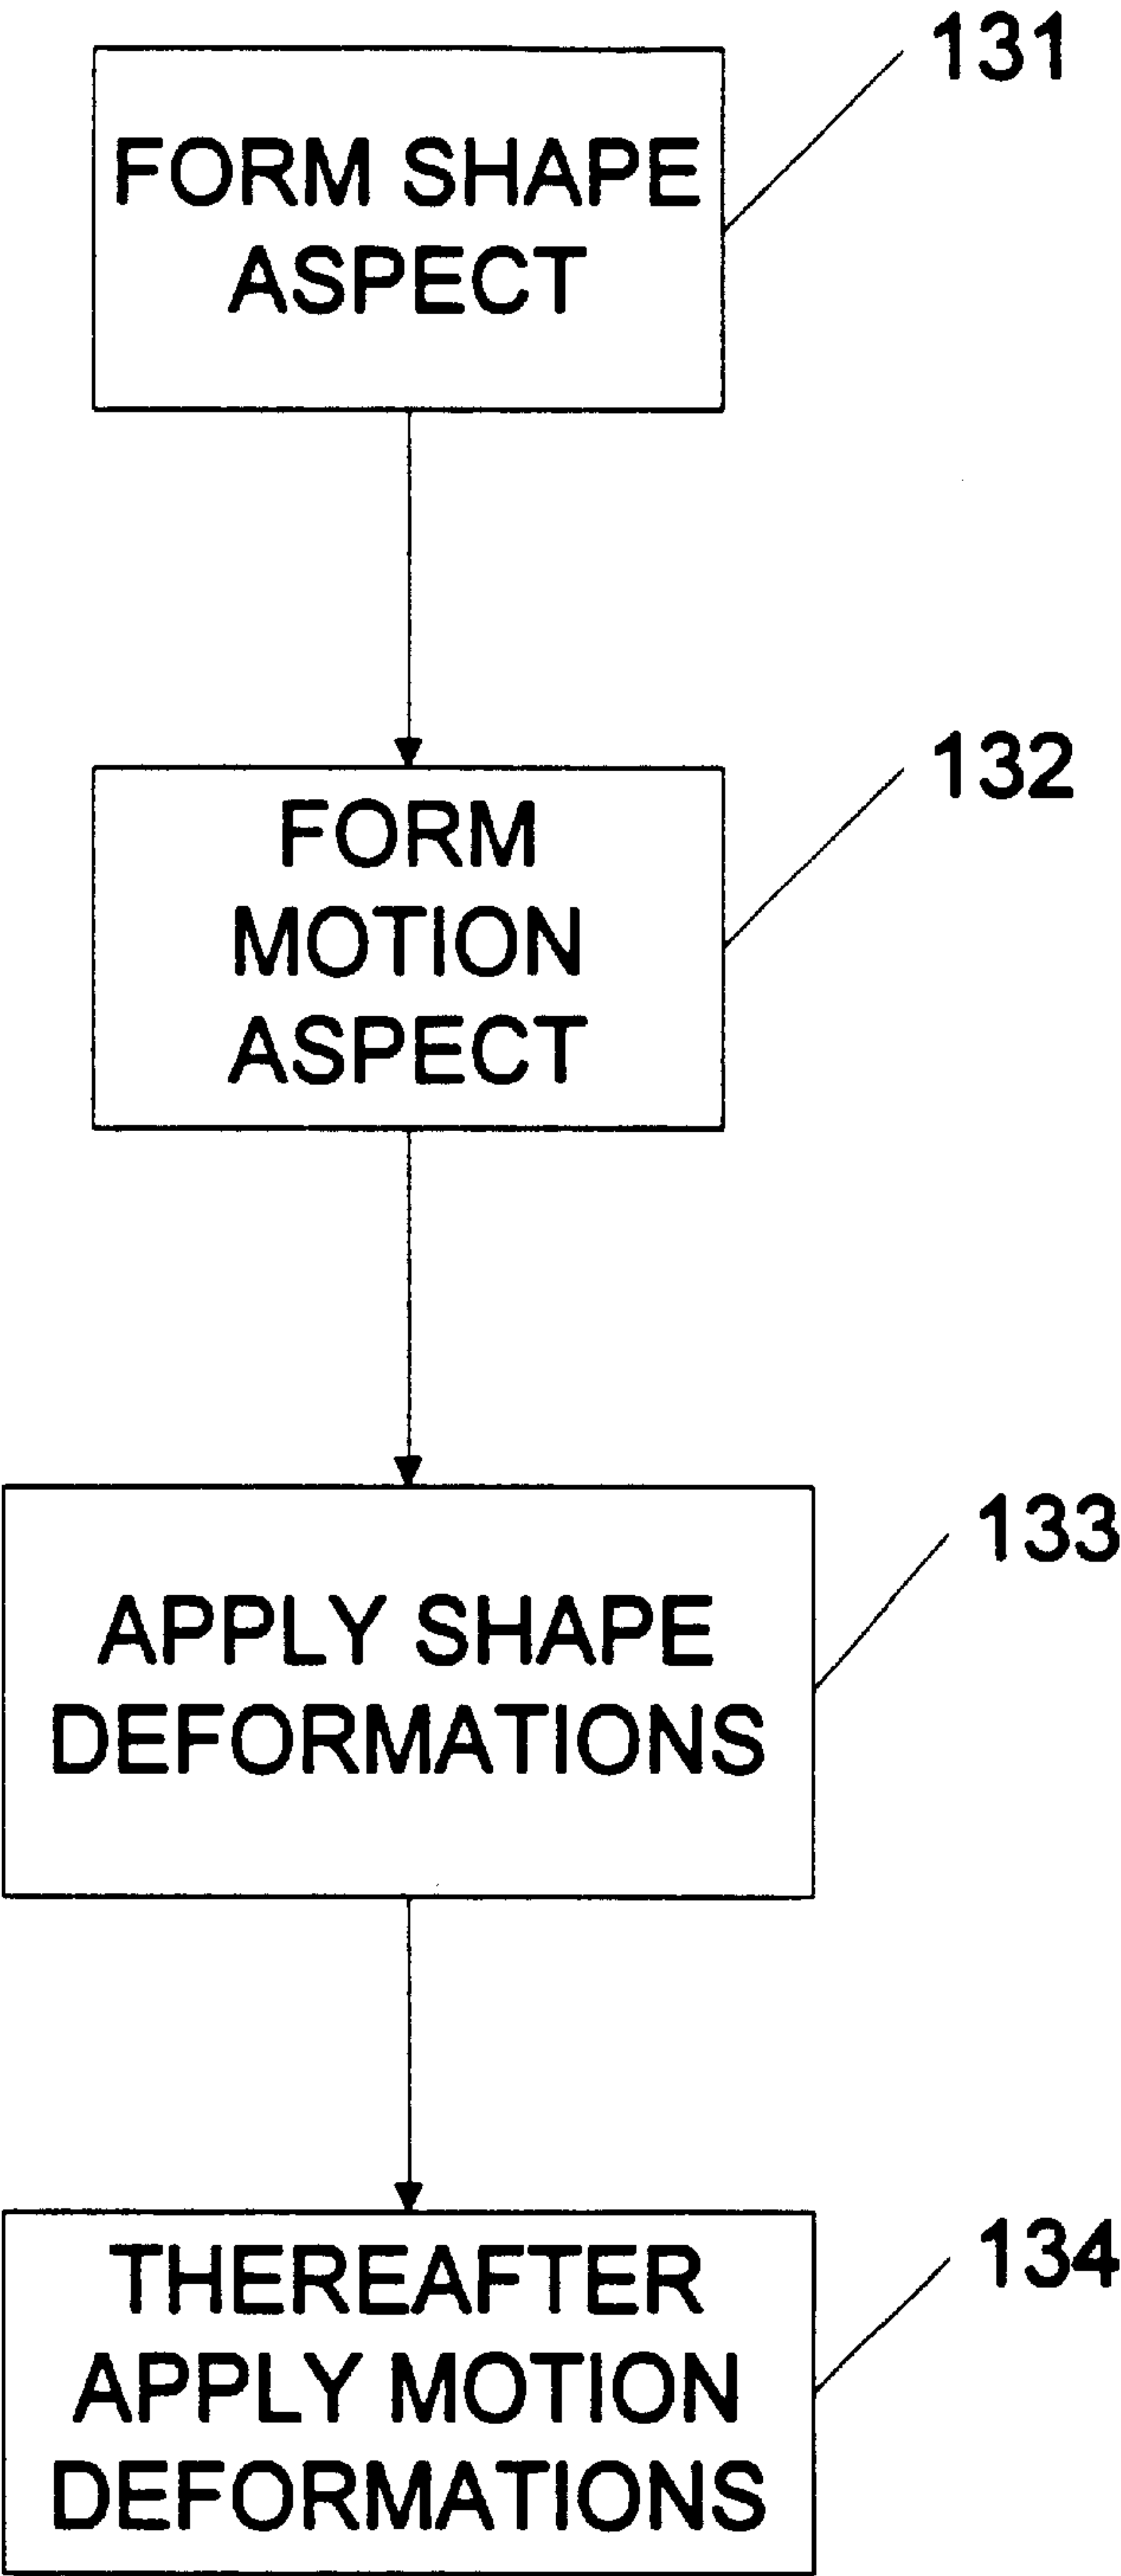 131
FORM SHAPE
ASPECT
132
FORM
MOTION
ASPECT
133
APPLY SHAPE
DEFORMATIONS
134
THEREAFTER
APPLY MOTION
DEFORMATIONS